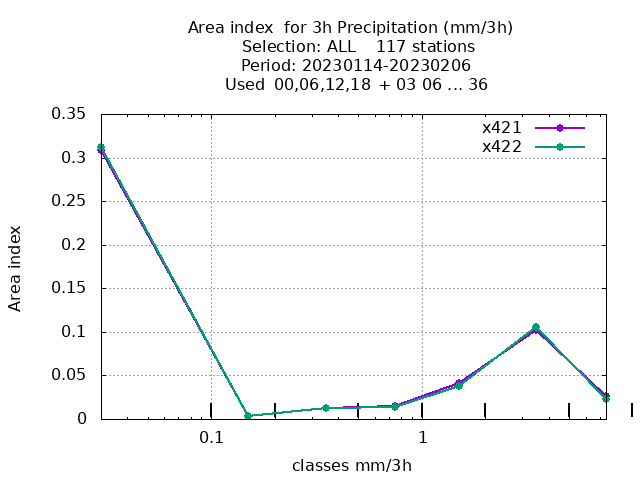 Area index  for 3h Precipitation (mm/3h)
Selection: ALL    117 stations
Period: 20230114-20230206
Used  00,06,12,18  + 03 06 ... 36
x421
x422
0.35
0.3
0.25
0.2
0.15
0.1
0.05
0
Area index
0.1 1
classes mm/3h